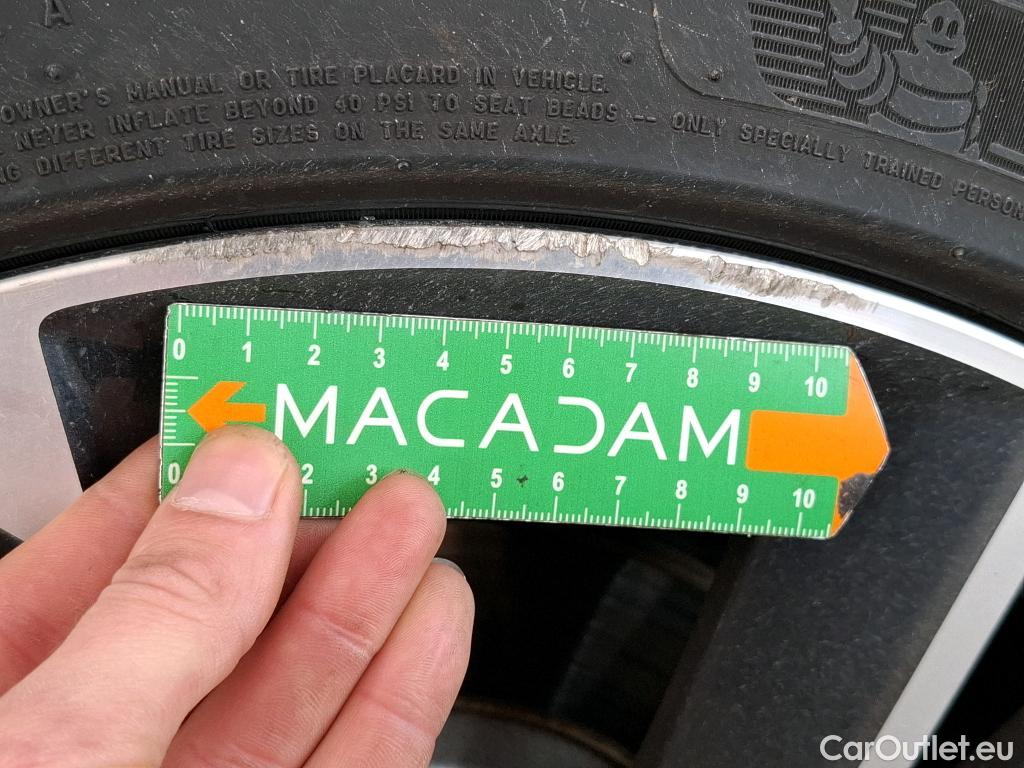 A
OWNER'S MANUAL OR TIRE PLACARD IN VEHICLE.
NEVER INFLATE BEYOND 40 PSI TO SEAT BEADS -- ONLY SPECIALLY TRAINED PERSON
NG DIFFERENT TIRE SIZES ON THE SAME AXLE.
0 1 2 3 4 5 6 7 8 9 10
MACADAM
0 2 3 4 5 6 7 8 9 10
CarOutlet.eu